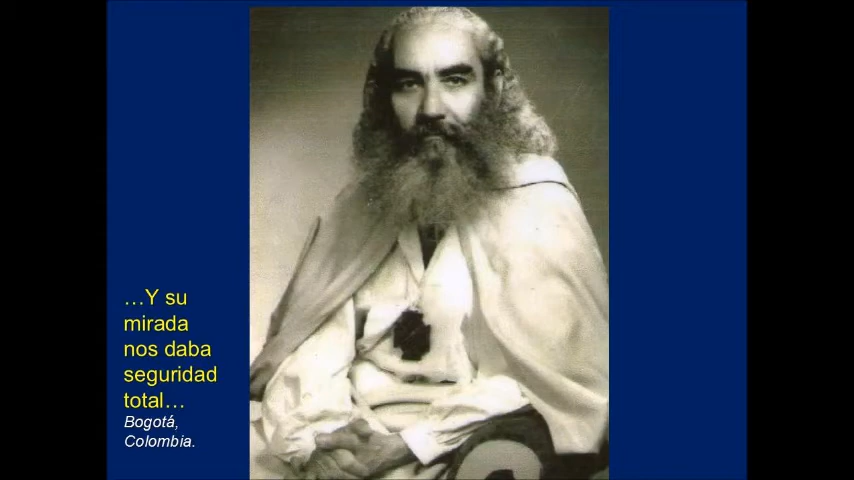 …Y su
mirada
nos daba
seguridad
total…
Bogotá,
Colombia.